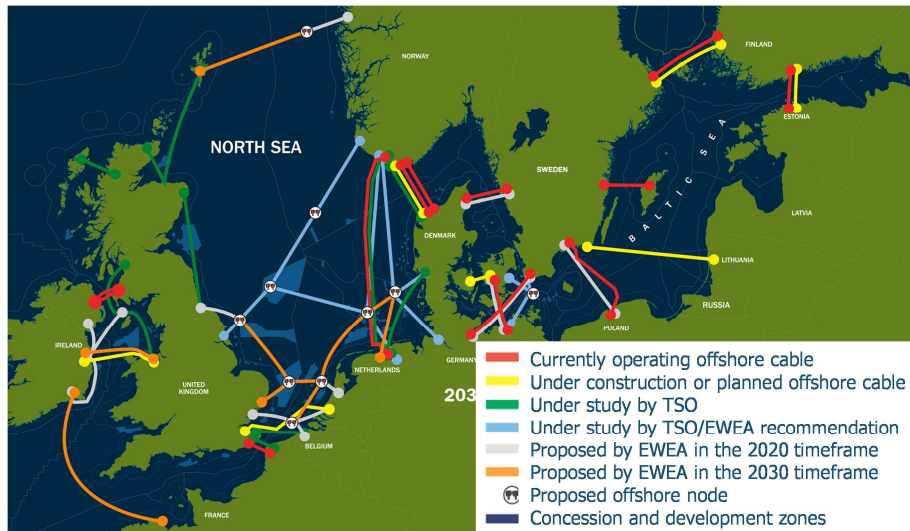 NORWAY
FINLAND
NORTH SEA
ESTONIA
SWEDEN
BALTIC SEA
LATVIA
DENMARK
LITHUANIA
RUSSIA
POLAND
IRELAND
GERMANY
NETHERLANDS
UNITED
KINGDOM
203
BELGIUM
FRANCE
Currently operating offshore cable
Under construction or planned offshore cable
Under study by TSO
Under study by TSO/EWEA recommendation
Proposed by EWEA in the 2020 timeframe
Proposed by EWEA in the 2030 timeframe
Proposed offshore node
Concession and development zones